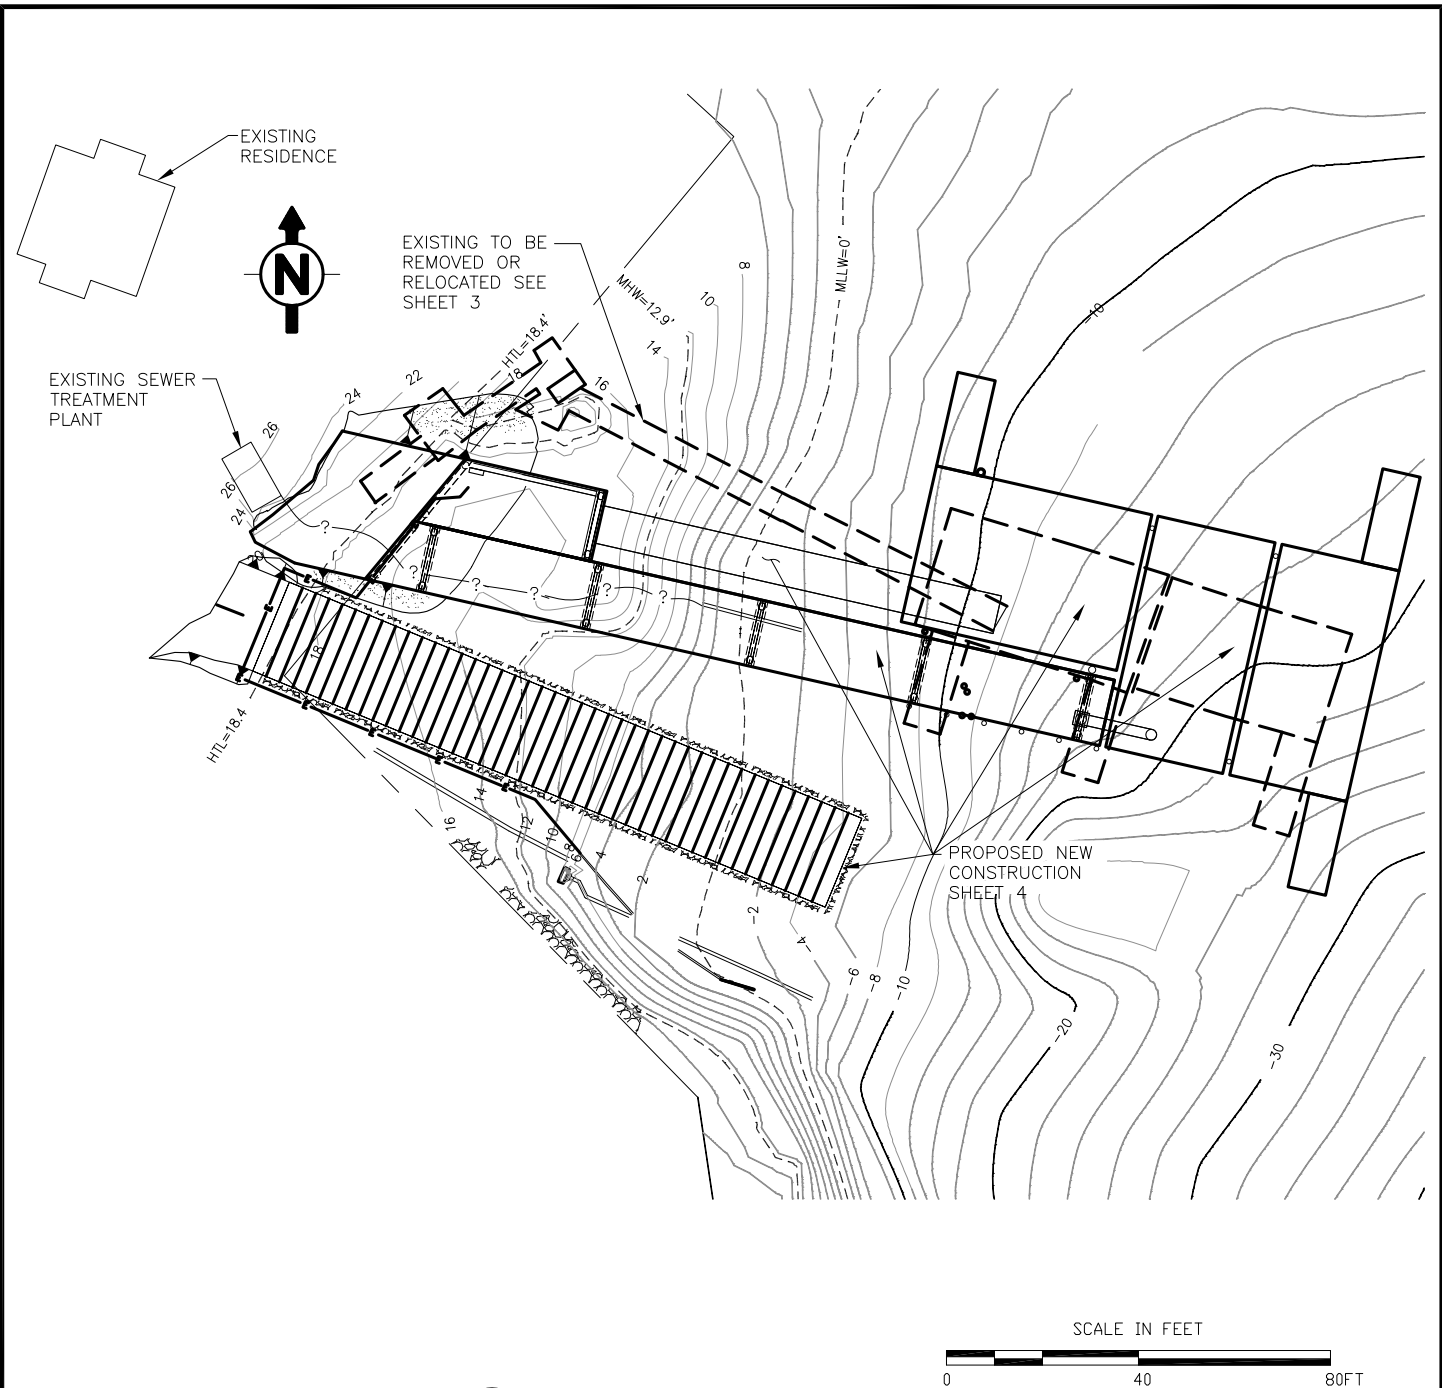 EXISTING
RESIDENCE
N
EXISTING TO BE
REMOVED OR
RELOCATED SEE
SHEET 3
MLLW=0'
8
10
MHW=12.9'
14
-10
HTL=18.4'
18
16
EXISTING SEWER
TREATMENT
PLANT
22
24
26
26
24
20
?
?
?
?
?
?
18
HTL=18.4
16
14
12
10
8
6
4
2
-2
-4
-6
-8
-10
-20
-30
PROPOSED NEW
CONSTRUCTION
SHEET 4
SCALE IN FEET
0 40 80FT